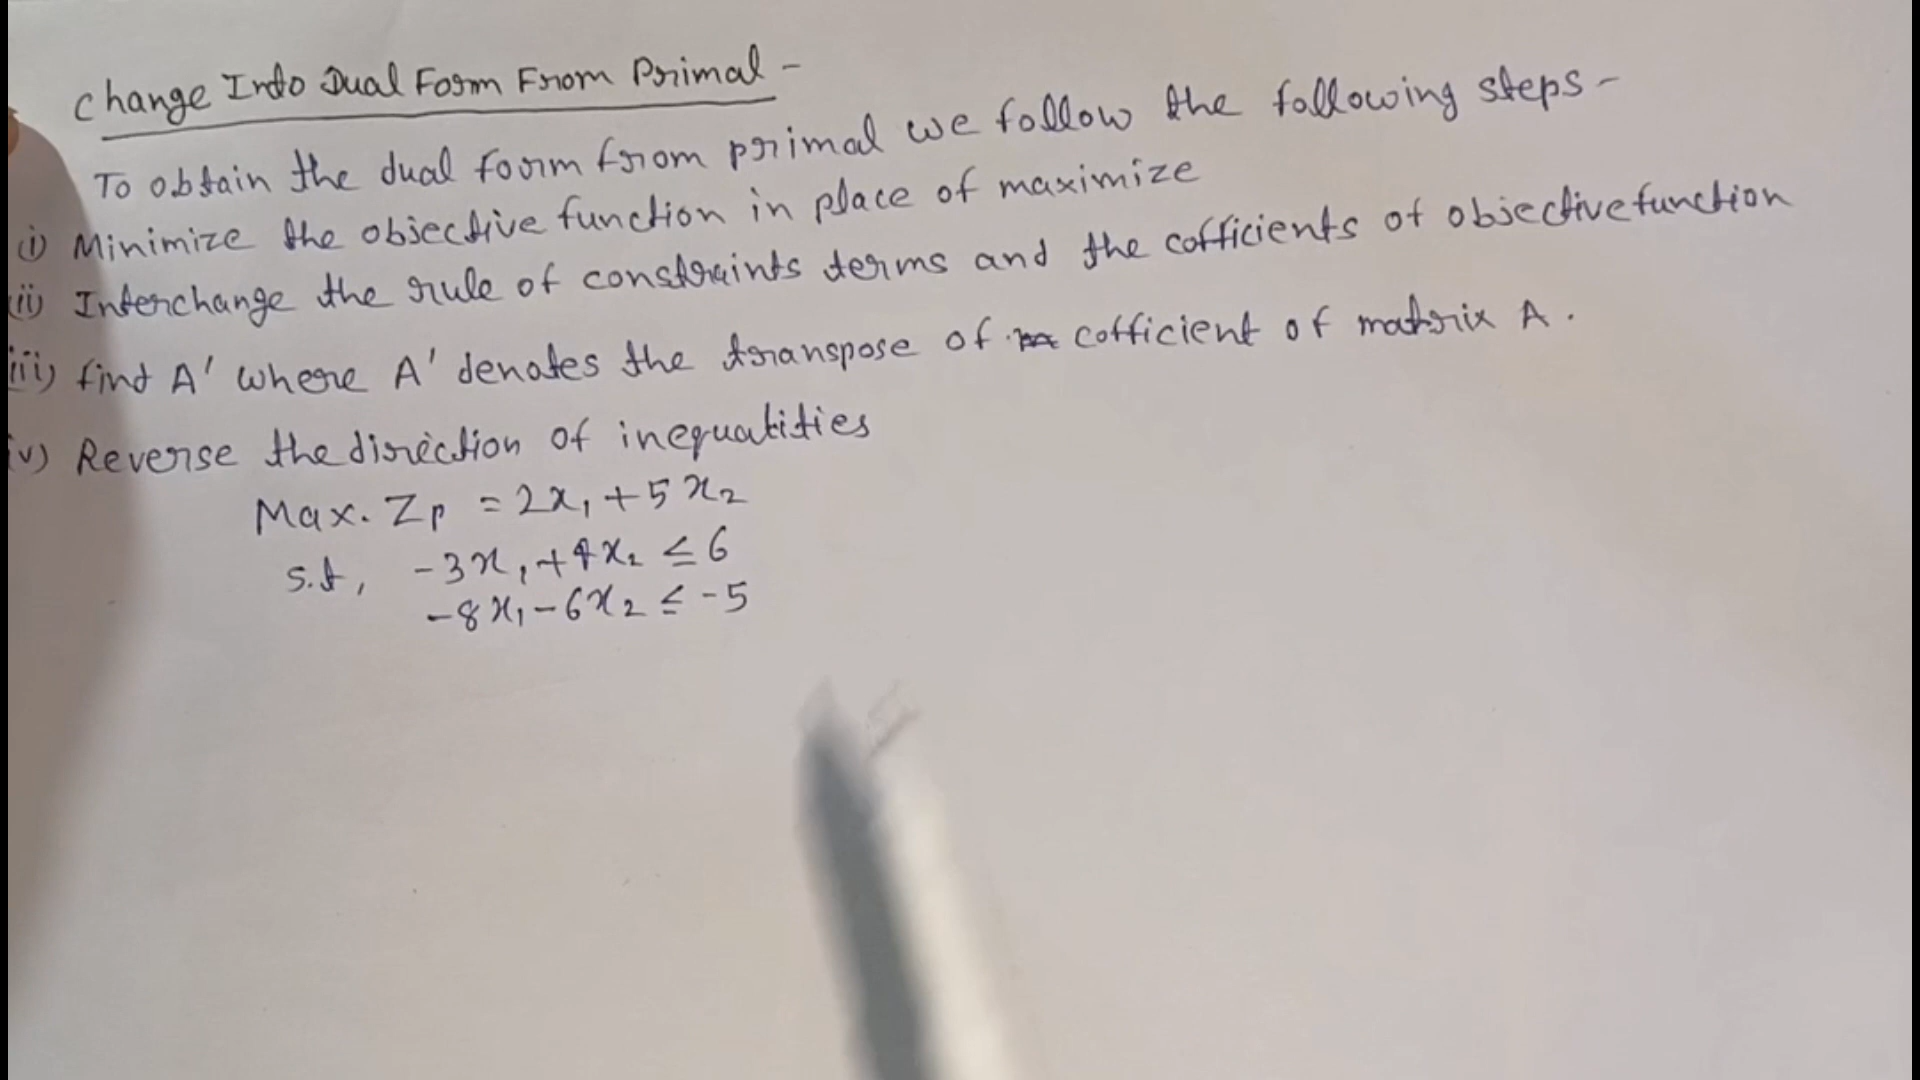 Change Into Dual Form From Primal -
To obtain the dual form from primal we follow the following steps -
(i) Minimize the objective function in place of maximize
(ii) Interchange the rule of constraints terms and the cofficients of objective function
(iii) find A' where A' denotes the transpose of cofficient of matrix A.
iv) Reverse the direction of inequatities
Max. Zp = 2x₁ + 5x₂
s.t, -3x₁ + 4x₂ ≤ 6
-8x₁ - 6x₂ ≤ -5